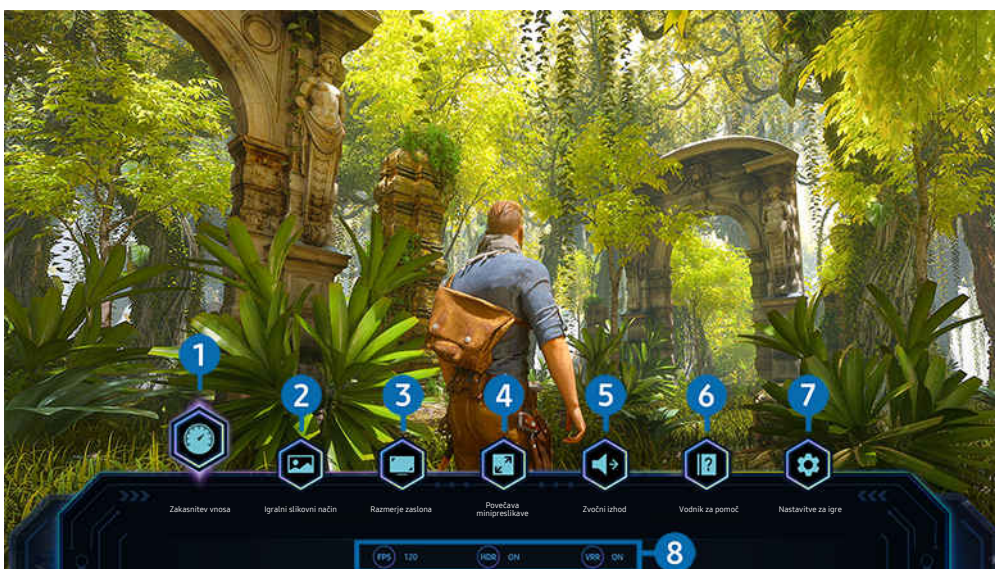 1
2
3
4
5
6
7
Zakasnitev vnosa
Igralni slikovni način
Razmerje zaslona
Povečava
minipreslikave
Zvočni izhod
Vodnik za pomoč
Nastavitve za igre
FPS 120 HDR ON VRR ON 8